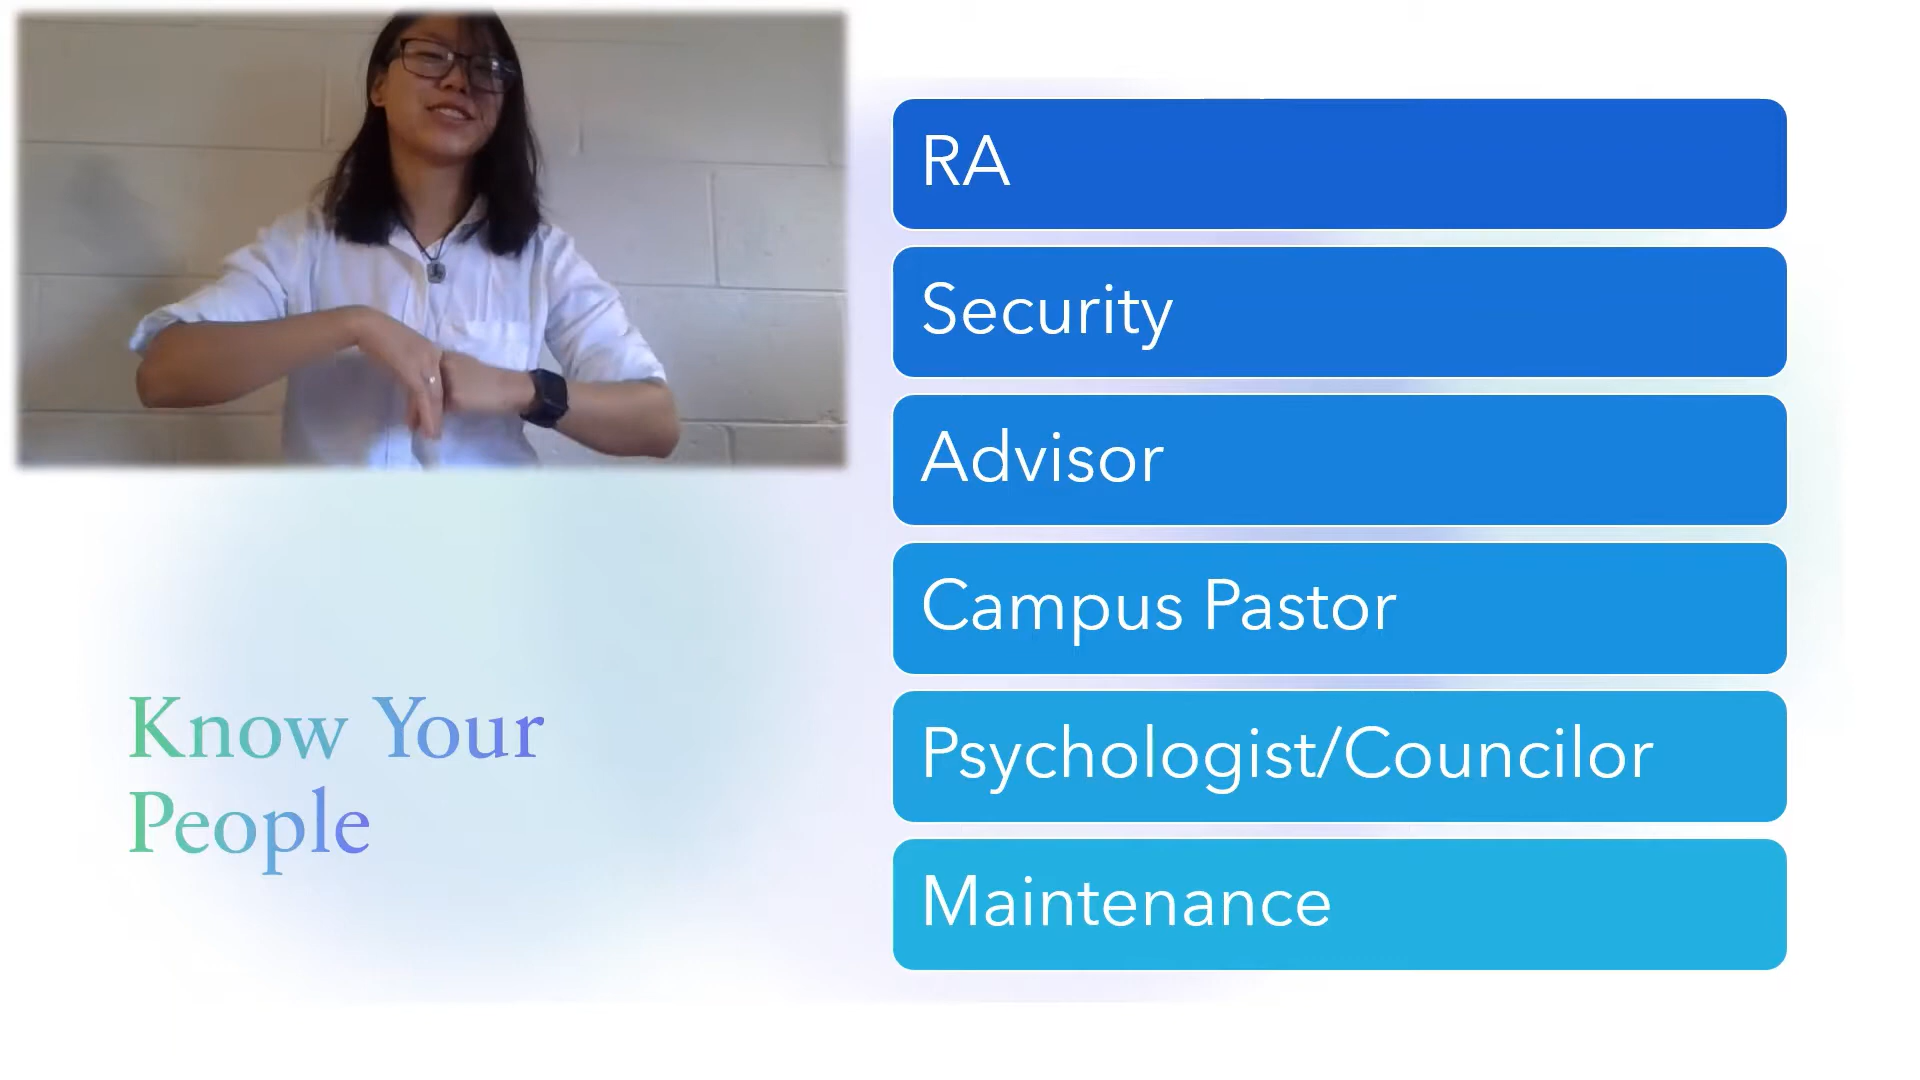 Know Your
People
RA
Security
Advisor
Campus Pastor
Psychologist/Councilor
Maintenance